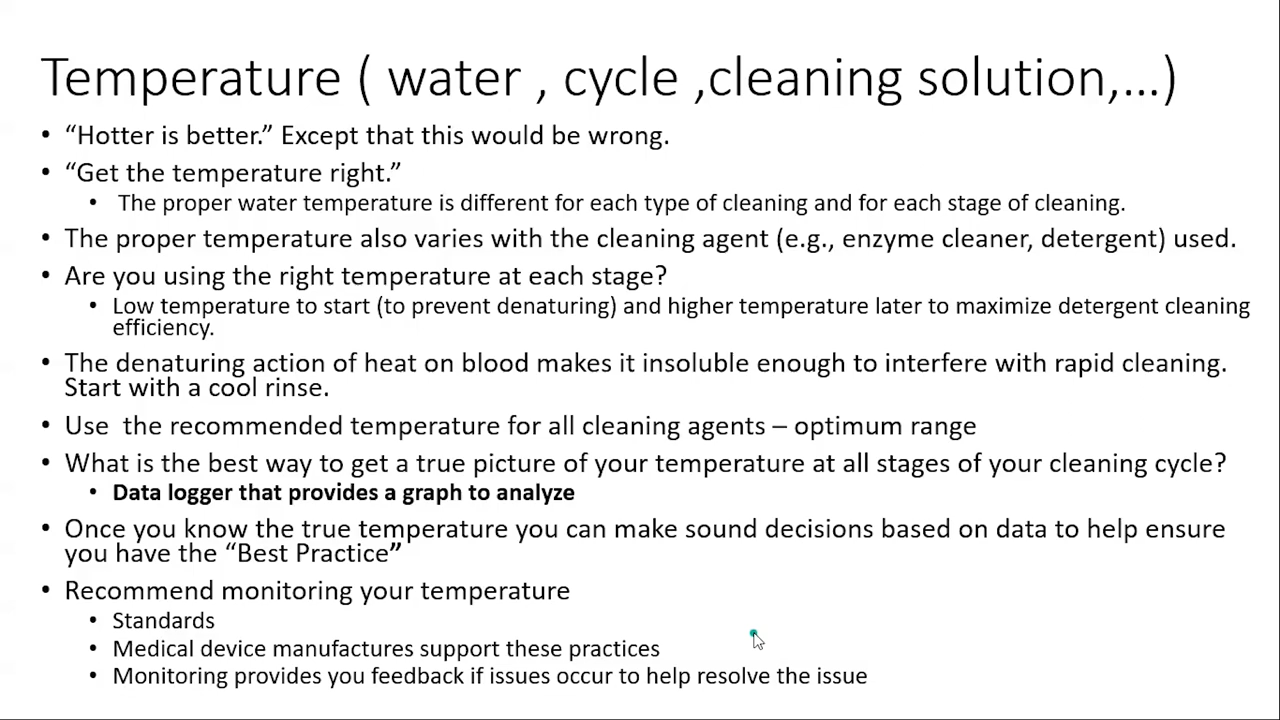 Temperature ( water , cycle ,cleaning solution,...)
• “Hotter is better.” Except that this would be wrong.
• “Get the temperature right.”
• The proper water temperature is different for each type of cleaning and for each stage of cleaning.
• The proper temperature also varies with the cleaning agent (e.g., enzyme cleaner, detergent) used.
• Are you using the right temperature at each stage?
• Low temperature to start (to prevent denaturing) and higher temperature later to maximize detergent cleaning
efficiency.
• The denaturing action of heat on blood makes it insoluble enough to interfere with rapid cleaning.
Start with a cool rinse.
• Use  the recommended temperature for all cleaning agents – optimum range
• What is the best way to get a true picture of your temperature at all stages of your cleaning cycle?
• Data logger that provides a graph to analyze
• Once you know the true temperature you can make sound decisions based on data to help ensure
you have the “Best Practice”
• Recommend monitoring your temperature
• Standards
• Medical device manufactures support these practices
• Monitoring provides you feedback if issues occur to help resolve the issue